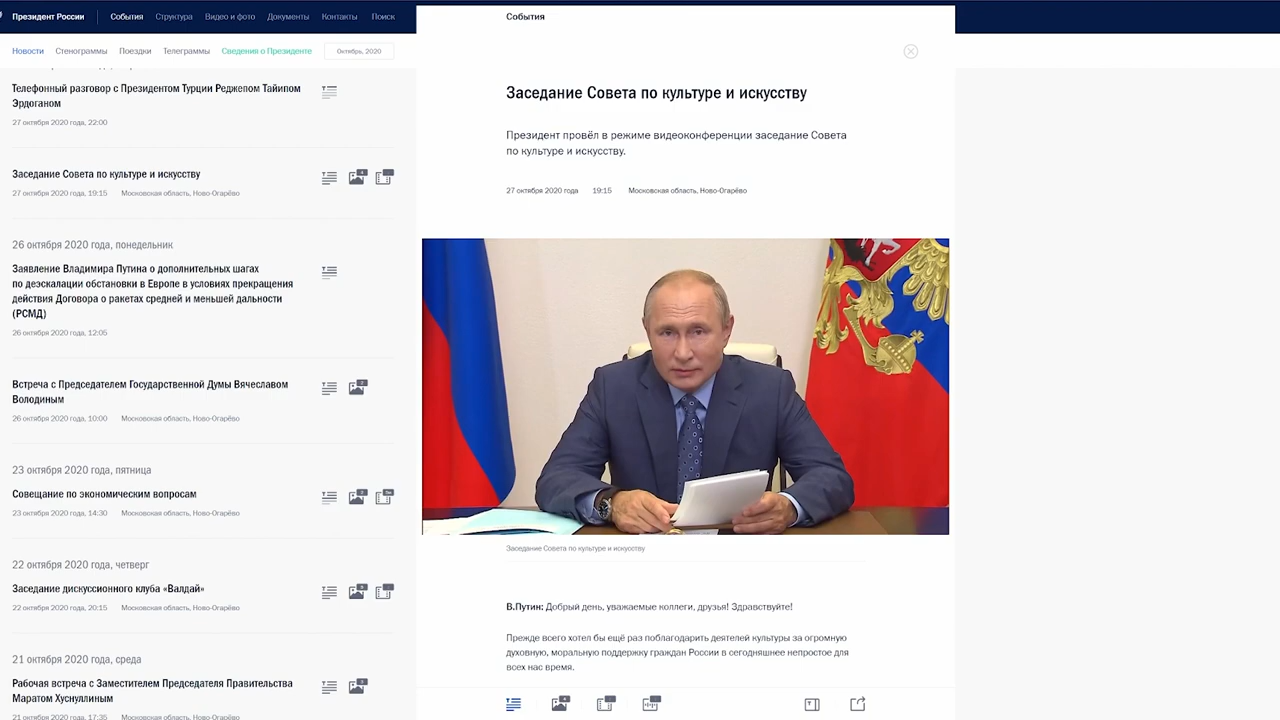 Президент России
События
Структура
Видео и фото
Документы
Контакты
Поиск
Новости
Стенограммы
Поездки
Телеграммы
Сведения о Президенте
Октябрь, 2020
Телефонный разговор с Президентом Турции Реджепом Тайипом
Эрдоганом
27 октября 2020 года, 22:00
Заседание Совета по культуре и искусству
27 октября 2020 года, 19:15
Московская область, Ново-Огарёво
26 октября 2020 года, понедельник
Заявление Владимира Путина о дополнительных шагах
по деэскалации обстановки в Европе в условиях прекращения
действия Договора о ракетах средней и меньшей дальности
(РСМД)
26 октября 2020 года, 12:05
Встреча с Председателем Государственной Думы Вячеславом
Володиным
26 октября 2020 года, 10:00
Московская область, Ново-Огарёво
23 октября 2020 года, пятница
Совещание по экономическим вопросам
23 октября 2020 года, 14:30
Московская область, Ново-Огарёво
22 октября 2020 года, четверг
Заседание дискуссионного клуба «Валдай»
22 октября 2020 года, 20:15
Московская область, Ново-Огарёво
21 октября 2020 года, среда
Рабочая встреча с Заместителем Председателя Правительства
Маратом Хуснуллиным
21 октября 2020 года, 17:35
Московская область, Ново-Огарёво
События
Заседание Совета по культуре и искусству
Президент провёл в режиме видеоконференции заседание Совета
по культуре и искусству.
27 октября 2020 года
19:15
Московская область, Ново-Огарёво
Заседание Совета по культуре и искусству
В.Путин: Добрый день, уважаемые коллеги, друзья! Здравствуйте!
Прежде всего хотел бы ещё раз поблагодарить деятелей культуры за огромную
духовную, моральную поддержку граждан России в сегодняшнее непростое для
всех нас время.